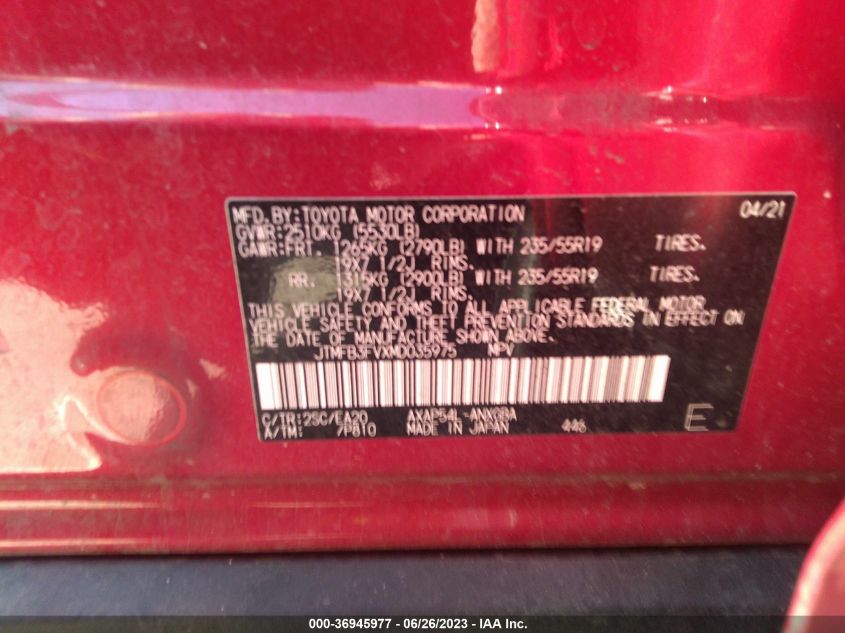 MFD. BY: TOYOTA MOTOR CORPORATION 04/21
GVWR: 2510KG (5530LB)
GAWR: FRT. 1265KG (2790LB) WITH 235/55R19 TIRES.
19X7 1/2J RIMS.
RR. 1315KG (2900LB) WITH 235/55R19 TIRES.
19X7 1/2J RIMS.
THIS VEHICLE CONFORMS TO ALL APPLICABLE FEDERAL MOTOR
VEHICLE SAFETY AND THEFT PREVENTION STANDARDS IN EFFECT ON
THE DATE OF MANUFACTURE SHOWN ABOVE.
JTMFB3FVXMD035975 MPV
C/TR: 2SC/EA20 AXAP54L-ANXGBA
A/TM: /P810 MADE IN JAPAN 446 E
000-36945977 - 06/26/2023 - IAA Inc.